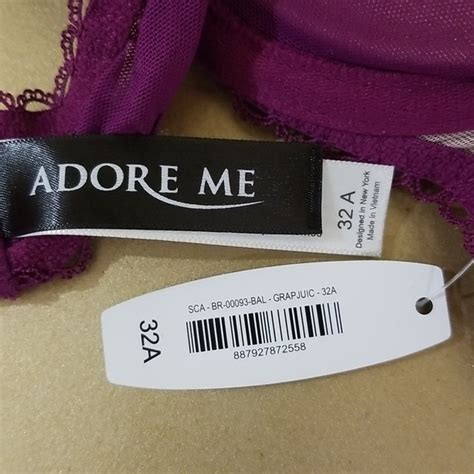 ADORE ME
32 A
Designed in New York
Made in Vietnam
SCA - BR-00093-BAL - GRAPJUIC - 32A
887927872558
32A